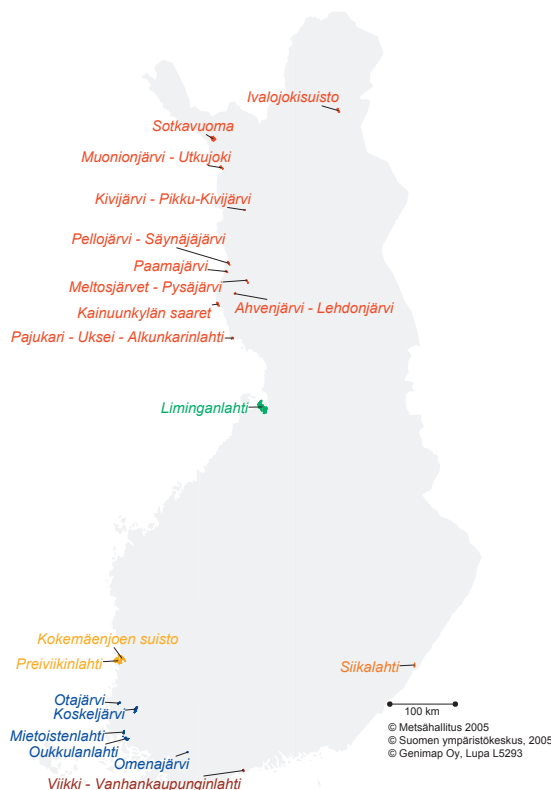 Ivalojokisuisto
Sotkavuoma
Muonionjärvi - Utkujoki
Kivijärvi - Pikku-Kivijärvi
Pellojärvi - Säynäjäjärvi
Paamajärvi
Meltosjärvet - Pysäjärvi
Ahvenjärvi - Lehdonjärvi
Kainuunkylän saaret
Pajukari - Uksei - Alkunkarinlahti
Liminganlahti
Kokemäenjoen suisto
Preiviikinlahti
Siikalahti
Otajärvi
Koskeljärvi
Mietoistenlahti
Oukkulanlahti
Omenajärvi
Viikki - Vanhankaupunginlahti
100 km
© Metsähallitus 2005
© Suomen ympäristökeskus, 2005
© Genimap Oy, Lupa L5293